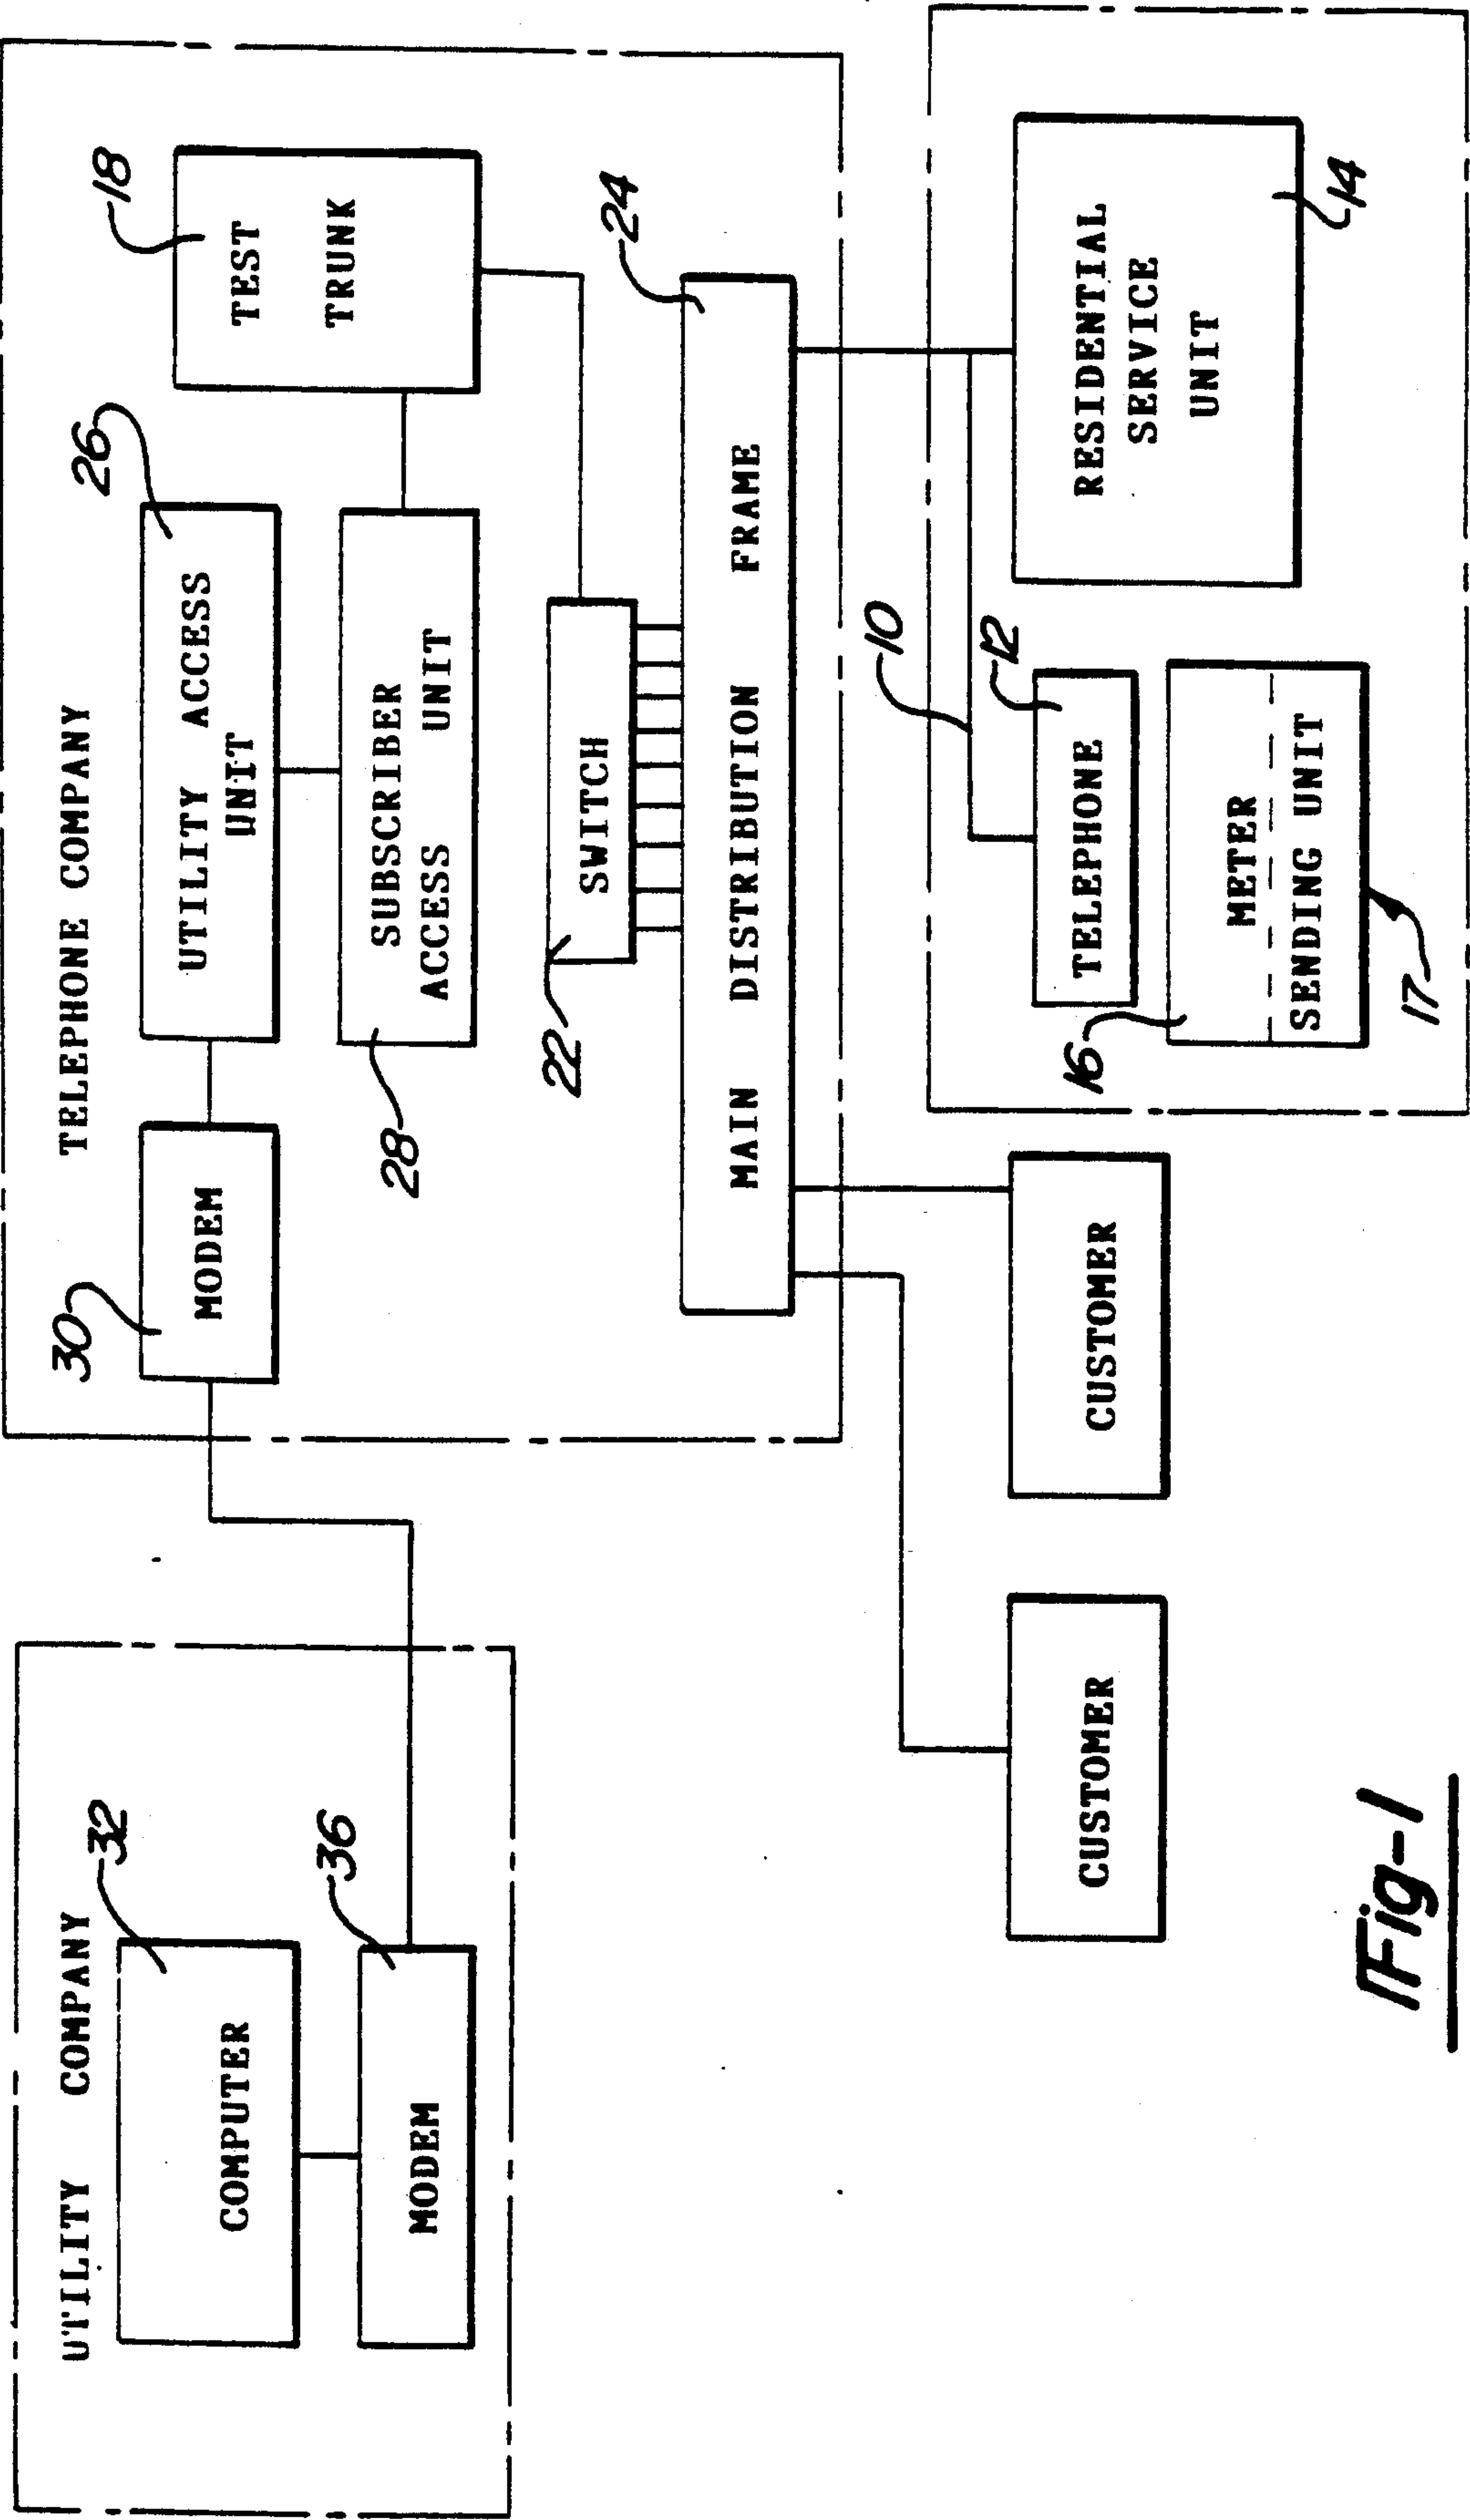 UTILITY COMPANY
COMPUTER
32
MODEM
36
TELEPHONE COMPANY
30
MODEM
UTILITY ACCESS
UNIT
26
SUBSCRIBER
ACCESS UNIT
28
TEST
TRUNK
18
SWITCH
22
24
MAIN DISTRIBUTION FRAME
CUSTOMER
CUSTOMER
10
12
TELEPHONE
16
METER
SENDING UNIT
17
RESIDENTIAL
SERVICE
UNIT
14
Fig-1